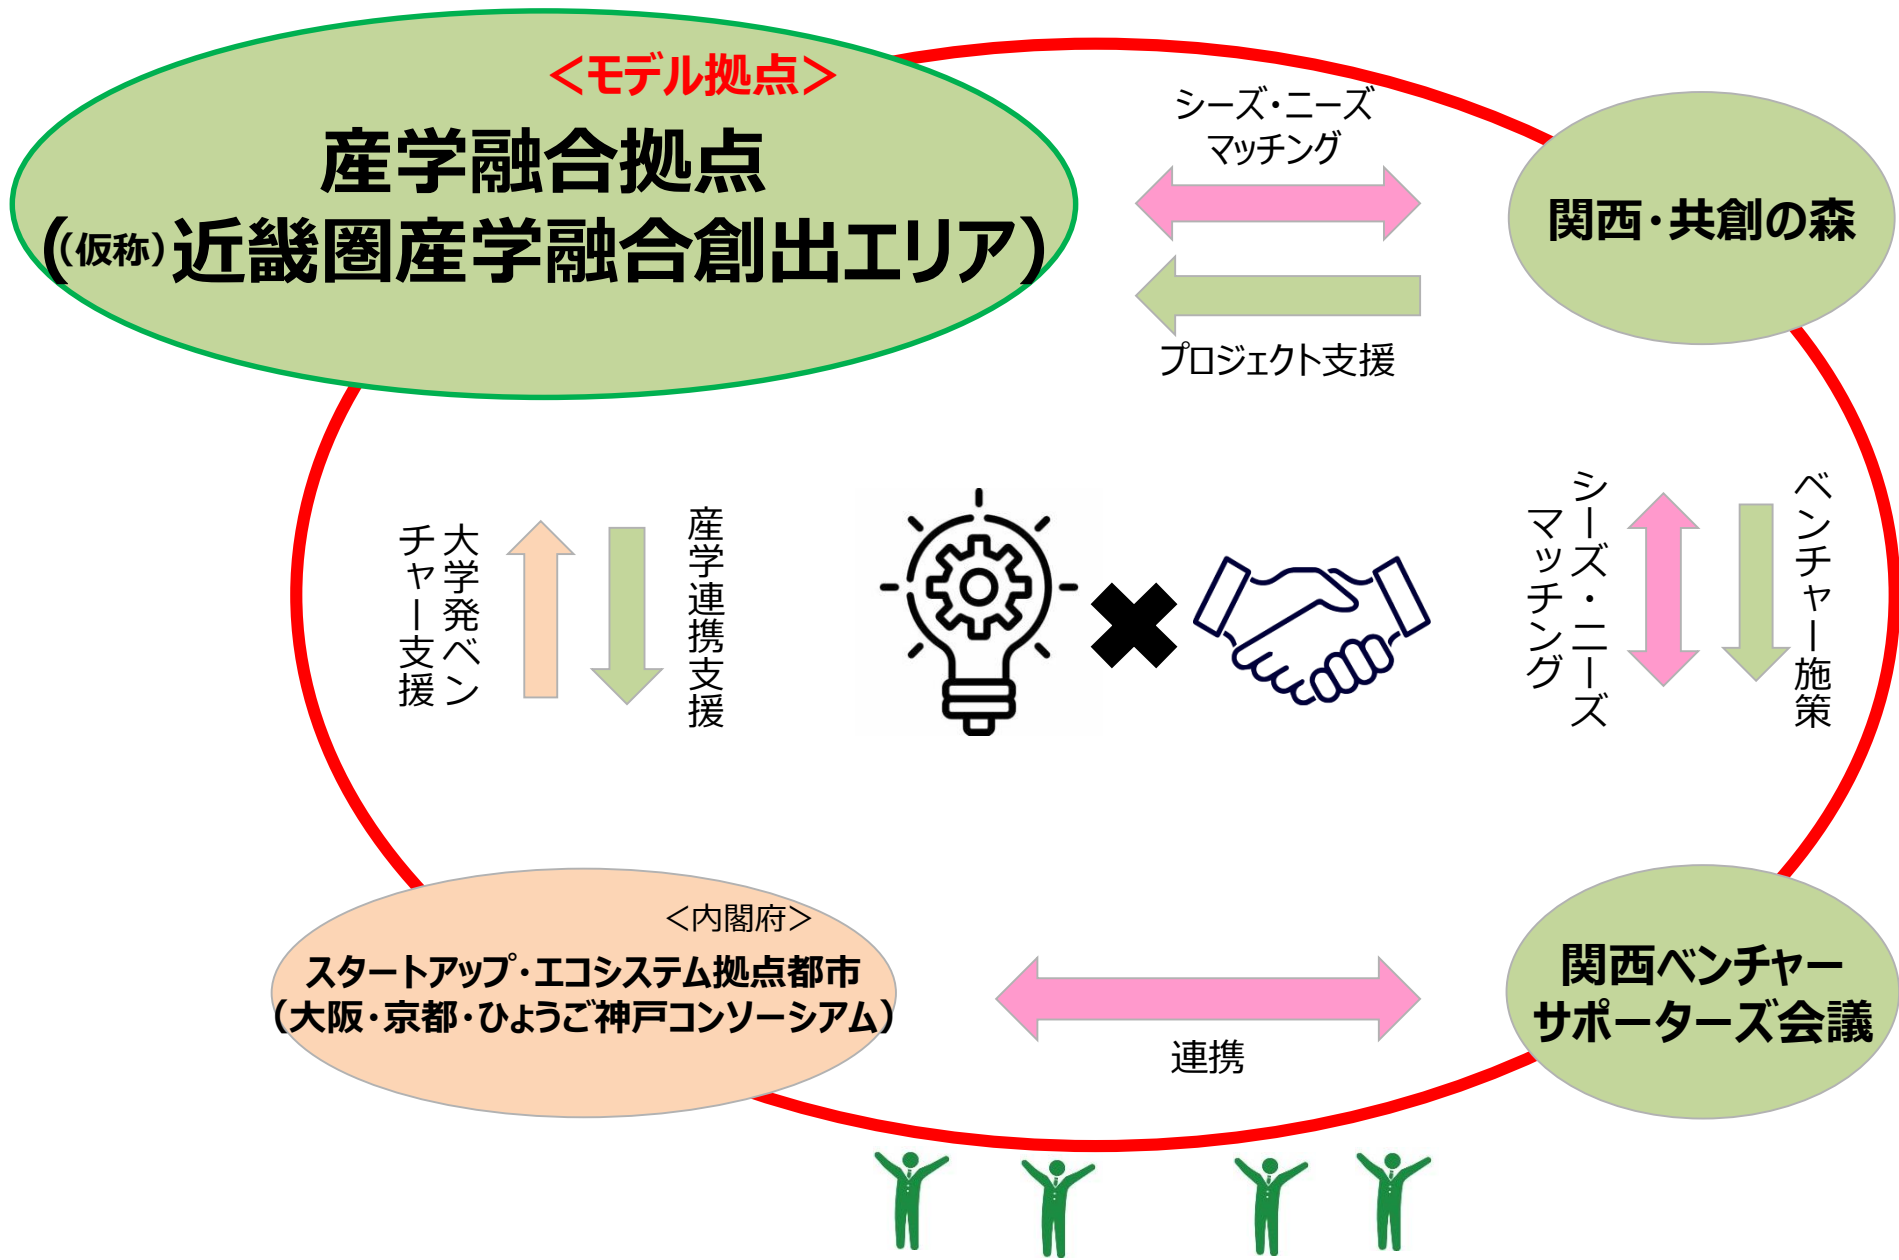 ＜モデル拠点＞
産学融合拠点
（（仮称）近畿圏産学融合創出エリア）
シーズ・ニーズ
マッチング
関西・共創の森
プロジェクト支援
大学発ベン
チャー支援
産学連携支援
シーズ・ニーズ
マッチング
ベンチャー施策
＜内閣府＞
スタートアップ・エコシステム拠点都市
（大阪・京都・ひょうご神戸コンソーシアム）
連携
関西ベンチャー
サポーターズ会議